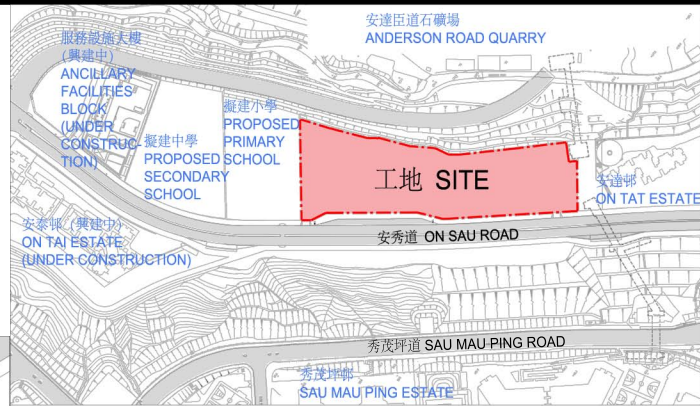 安達臣道石礦場
ANDERSON ROAD QUARRY
服務設施大樓
(興建中)
ANCILLARY
FACILITIES
BLOCK
(UNDER
CONSTRUC-
TION)
擬建中學
PROPOSED
SECONDARY
SCHOOL
擬建小學
PROPOSED
PRIMARY
SCHOOL
工地 SITE
安達邨
ON TAT ESTATE
安泰邨 (興建中)
ON TAI ESTATE
(UNDER CONSTRUCTION)
安秀道 ON SAU ROAD
秀茂坪道 SAU MAU PING ROAD
秀茂坪邨
SAU MAU PING ESTATE